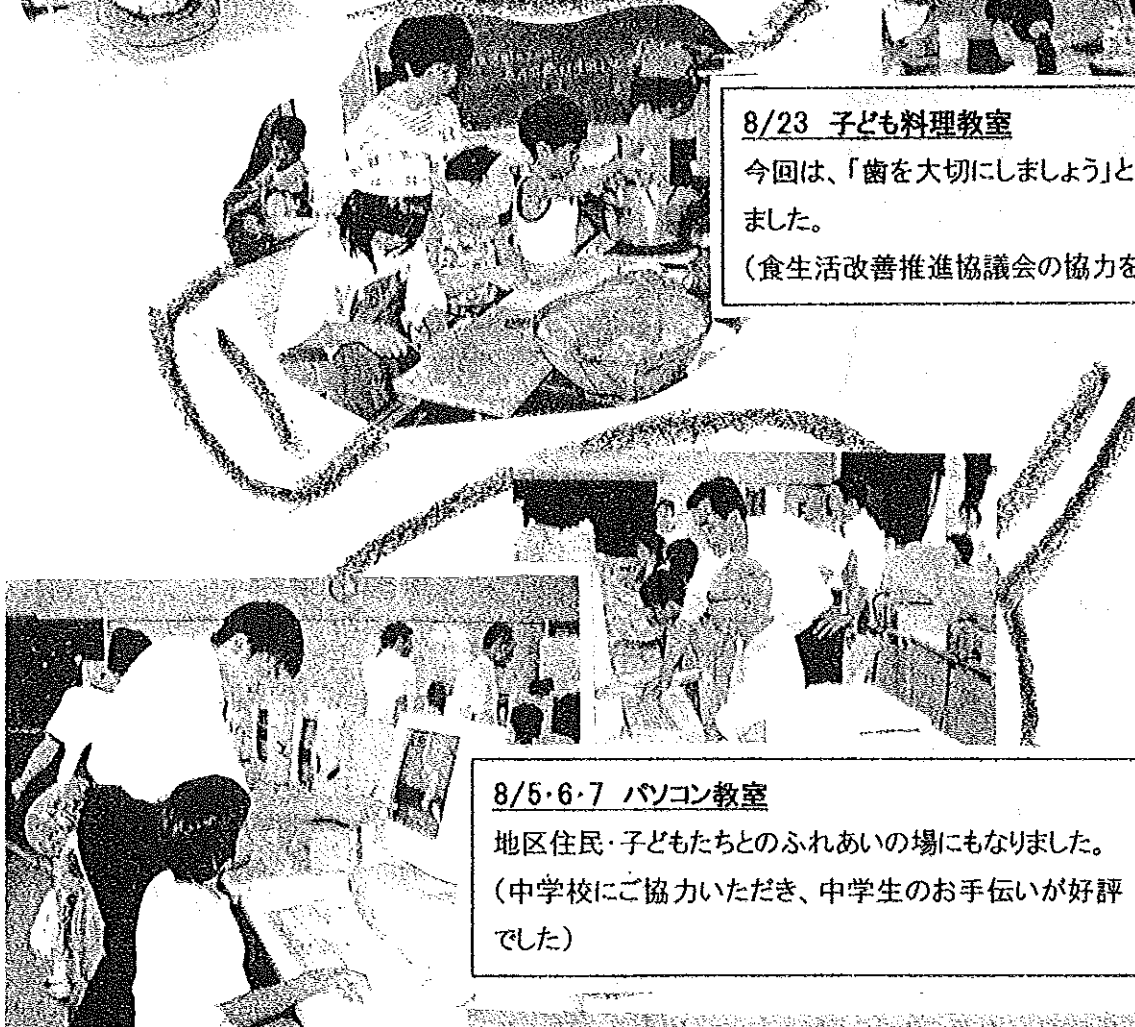 8/23 子ども料理教室
今回は、「歯を大切にしましょう」と
ました。
（食生活改善推進協議会の協力を
8/5・6・7 パソコン教室
地区住民・子どもたちとのふれあいの場にもなりました。
（中学校にご協力いただき、中学生のお手伝いが好評
でした）